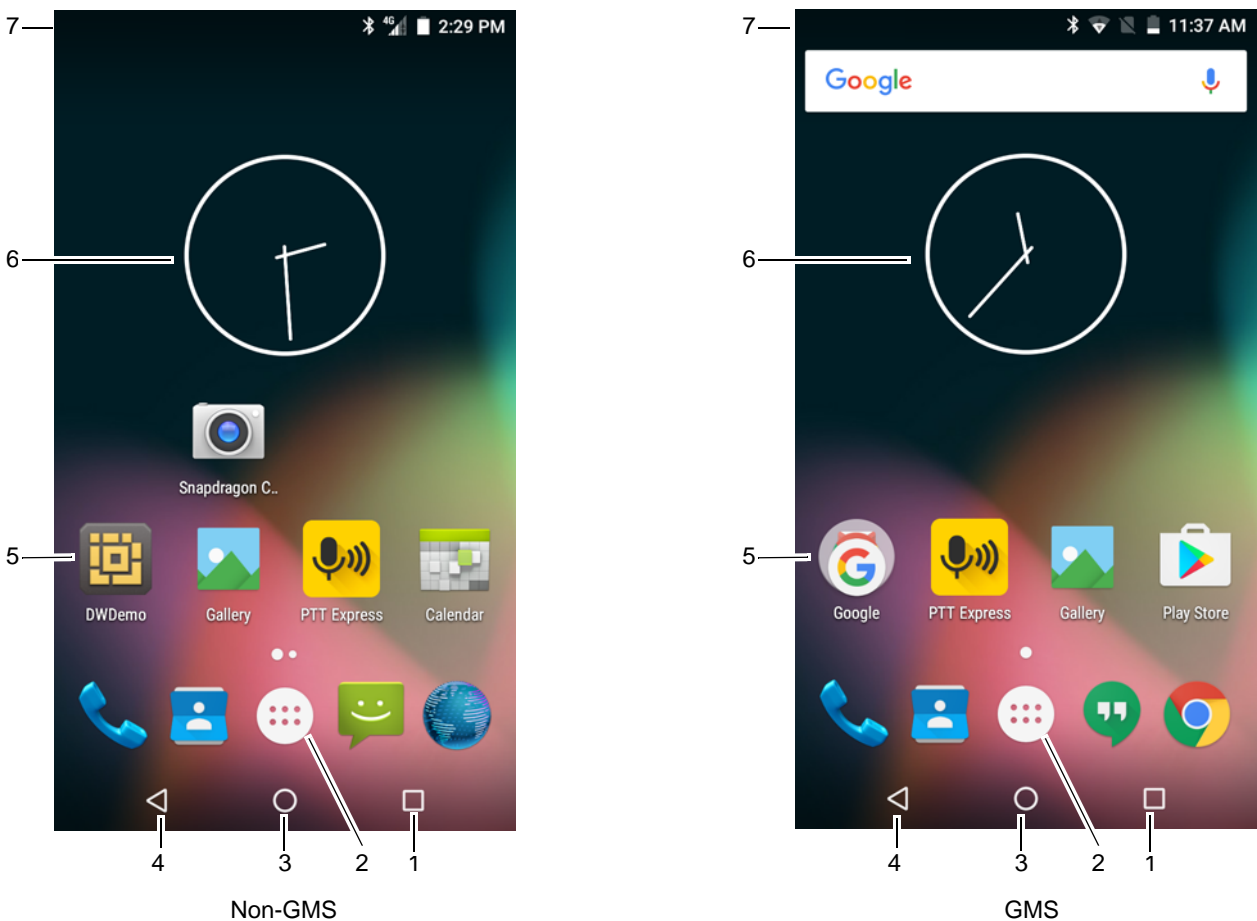 7
4G
2:29 PM
6
Snapdragon C..
5
DWDemo
Gallery
PTT Express
Calendar
4
3
2
1
Non-GMS
7
11:37 AM
Google
6
5
G
Google
PTT Express
Gallery
Play Store
4
3
2
1
GMS